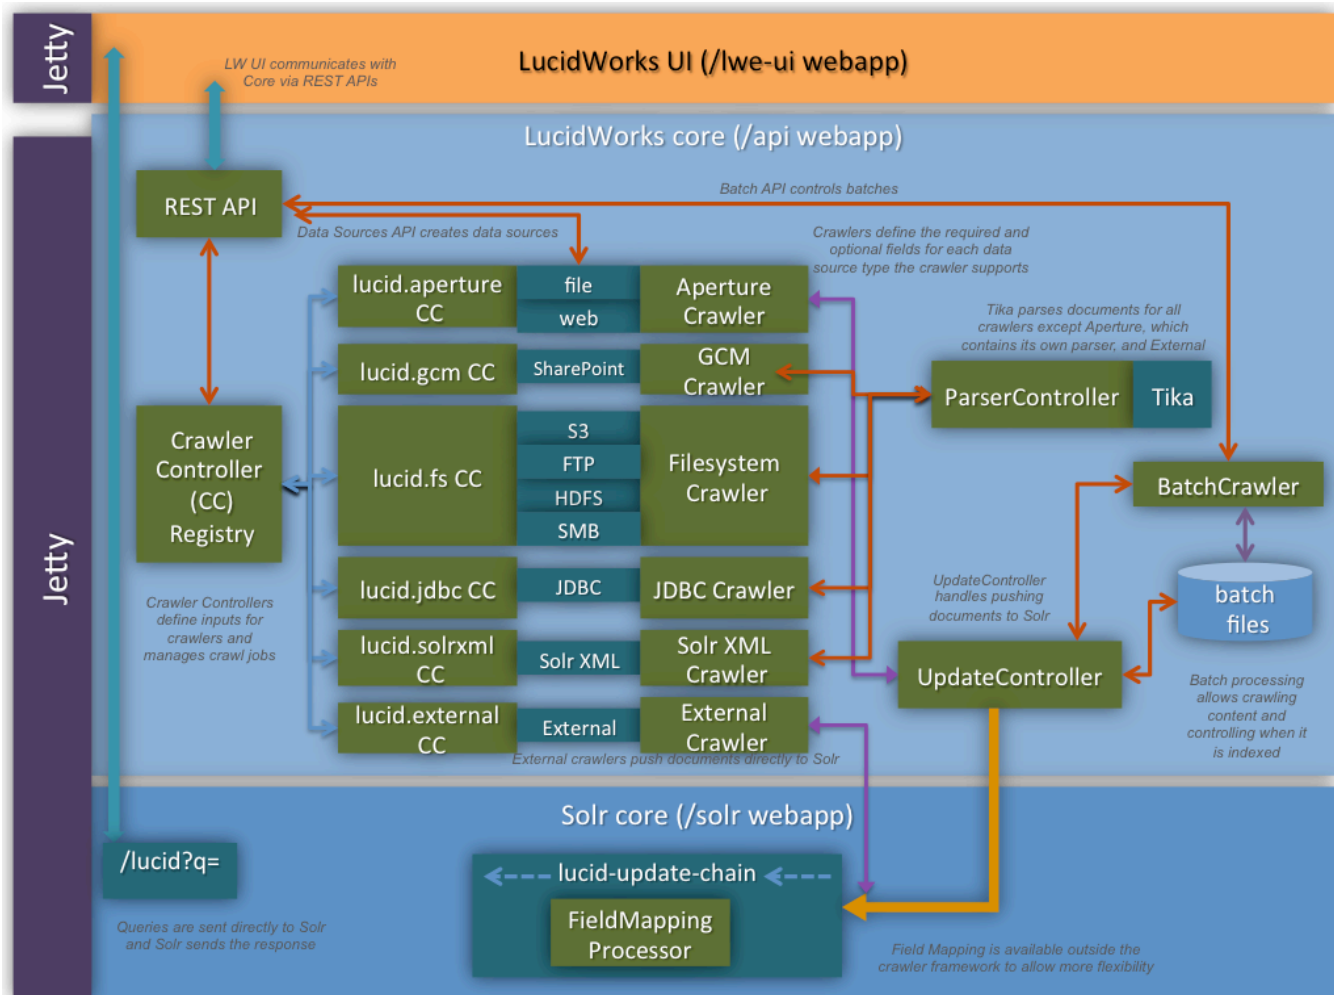 Jetty
LucidWorks UI (/lwe-ui webapp)
LW UI communicates with
Core via REST APIs
Jetty
LucidWorks core (/api webapp)
REST API
Batch API controls batches
Data Sources API creates data sources
Crawlers define the required and
optional fields for each data
source type the crawler supports
lucid.aperture
CC
file
web
Aperture
Crawler
Tika parses documents for all
crawlers except Aperture, which
contains its own parser, and External
lucid.gcm CC
SharePoint
GCM
Crawler
ParserController
Tika
Crawler
Controller
(CC)
Registry
lucid.fs CC
S3
FTP
HDFS
SMB
Filesystem
Crawler
BatchCrawler
lucid.jdbc CC
JDBC
JDBC Crawler
UpdateController
handles pushing
documents to Solr
batch
files
Crawler Controllers
define inputs for
crawlers and
manages crawl jobs
lucid.solrxml
CC
Solr XML
Solr XML
Crawler
UpdateController
Batch processing
allows crawling
content and
controlling when it
is indexed
lucid.external
CC
External
External
Crawler
External crawlers push documents directly to Solr
Solr core (/solr webapp)
/lucid?q=
lucid-update-chain
FieldMapping
Processor
Queries are sent directly to Solr
and Solr sends the response
Field Mapping is available outside the
crawler framework to allow more flexibility